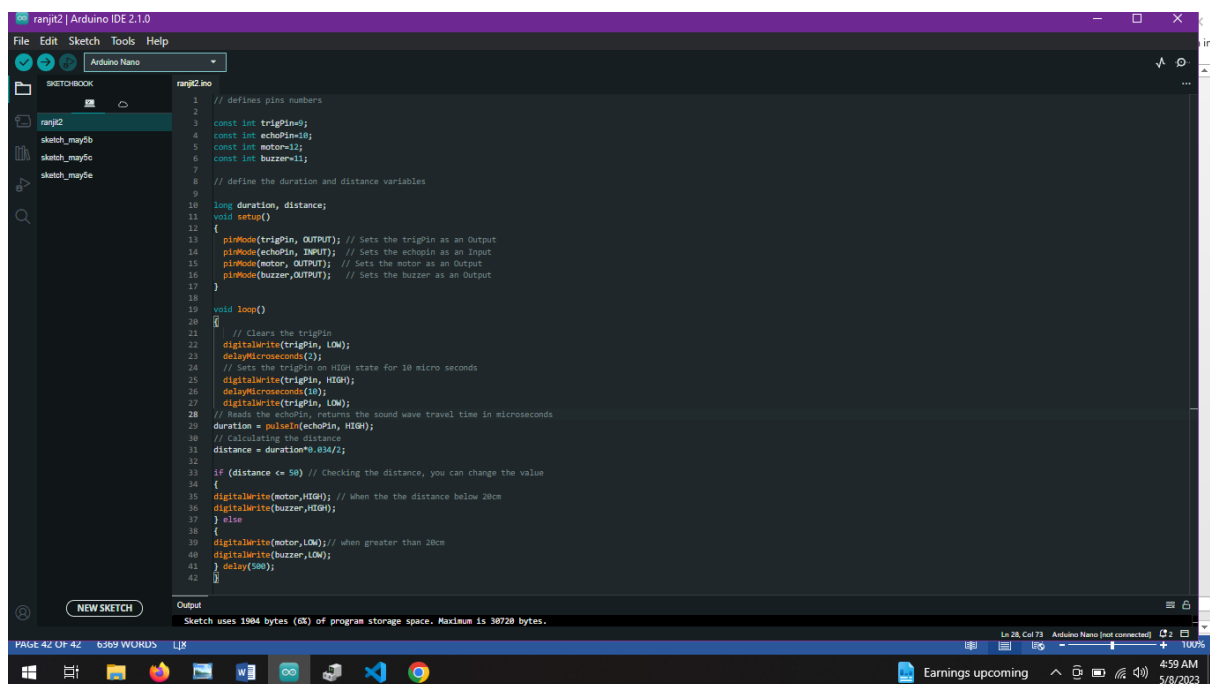 ranjit2 | Arduino IDE 2.1.0
File Edit Sketch Tools Help
Arduino Nano
SKETCHBOOK
ranjit2
sketch_may5b
sketch_may5c
sketch_may5e
NEW SKETCH
ranjit2.ino
1 // defines pins numbers
2
3 const int trigPin=9;
4 const int echoPin=10;
5 const int motor=12;
6 const int buzzer=11;
7
8 // define the duration and distance variables
9
10 long duration, distance;
11 void setup()
12 {
13 pinMode(trigPin, OUTPUT); // Sets the trigPin as an Output
14 pinMode(echoPin, INPUT); // Sets the echopin as an Input
15 pinMode(motor, OUTPUT); // Sets the motor as an Output
16 pinMode(buzzer,OUTPUT); // Sets the buzzer as an Output
17 }
18
19 void loop()
20 {
21 // Clears the trigPin
22 digitalWrite(trigPin, LOW);
23 delayMicroseconds(2);
24 // Sets the trigPin on HIGH state for 10 micro seconds
25 digitalWrite(trigPin, HIGH);
26 delayMicroseconds(10);
27 digitalWrite(trigPin, LOW);
28 // Reads the echoPin, returns the sound wave travel time in microseconds
29 duration = pulseIn(echoPin, HIGH);
30 // Calculating the distance
31 distance = duration*0.034/2;
32
33 if (distance <= 50) // Checking the distance, you can change the value
34 {
35 digitalWrite(motor,HIGH); // When the the distance below 20cm
36 digitalWrite(buzzer,HIGH);
37 } else
38 {
39 digitalWrite(motor,LOW);// when greater than 20cm
40 digitalWrite(buzzer,LOW);
41 } delay(500);
42 }
Output
Sketch uses 1904 bytes (6%) of program storage space. Maximum is 30720 bytes.
Ln 28, Col 73 Arduino Nano [not connected] 2
PAGE 42 OF 42 6369 WORDS 100%
Earnings upcoming
4:59 AM
5/8/2023